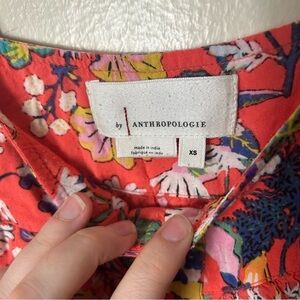 by ANTHROPOLOGIE
made in India
fabriqué en Inde
XS